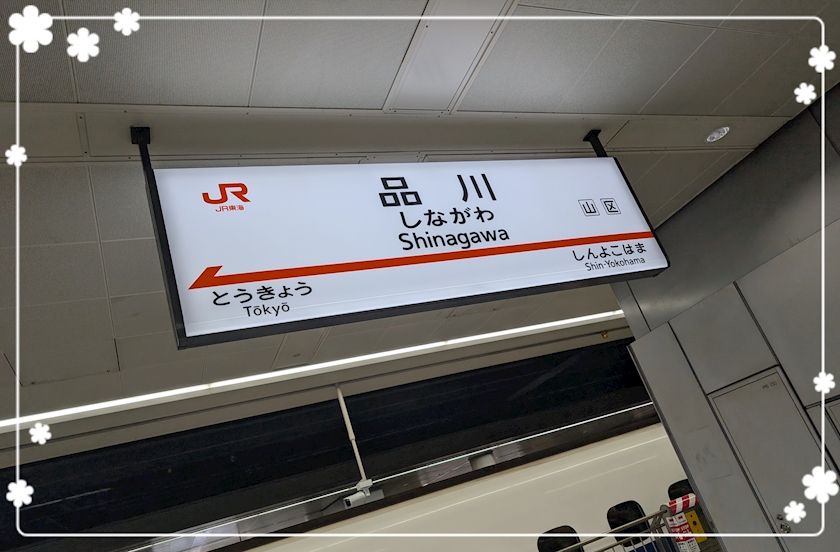 JR
JR東海
品川
しながわ
Shinagawa
山 区
とうきょう
Tōkyō
しんよこはま
Shin-Yokohama